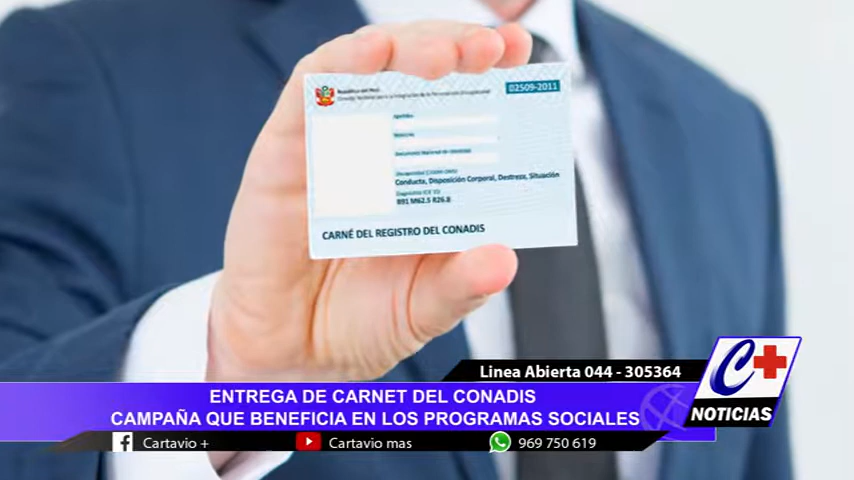 República del Perú
02509-2011
Apellidos
Nombres
Documento Nacional de Identidad
Conducta, Disposición Corporal, Destreza, Situación
B91 M62.5 R26.8
CARNÉ DEL REGISTRO DEL CONADIS
Linea Abierta 044 - 305364
C+
NOTICIAS
ENTREGA DE CARNET DEL CONADIS
CAMPAÑA QUE BENEFICIA EN LOS PROGRAMAS SOCIALES
Cartavio +
Cartavio mas
969 750 619